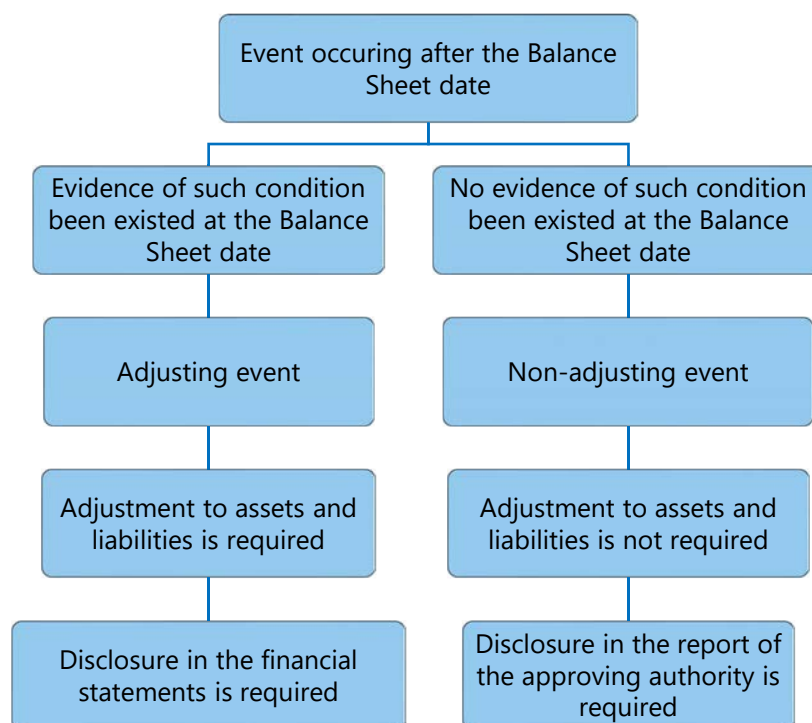 Event occuring after the Balance
Sheet date
Evidence of such condition
been existed at the Balance
Sheet date
No evidence of such condition
been existed at the Balance
Sheet date
Adjusting event
Non-adjusting event
Adjustment to assets and
liabilities is required
Adjustment to assets and
liabilities is not required
Disclosure in the financial
statements is required
Disclosure in the report of
the approving authority is
required